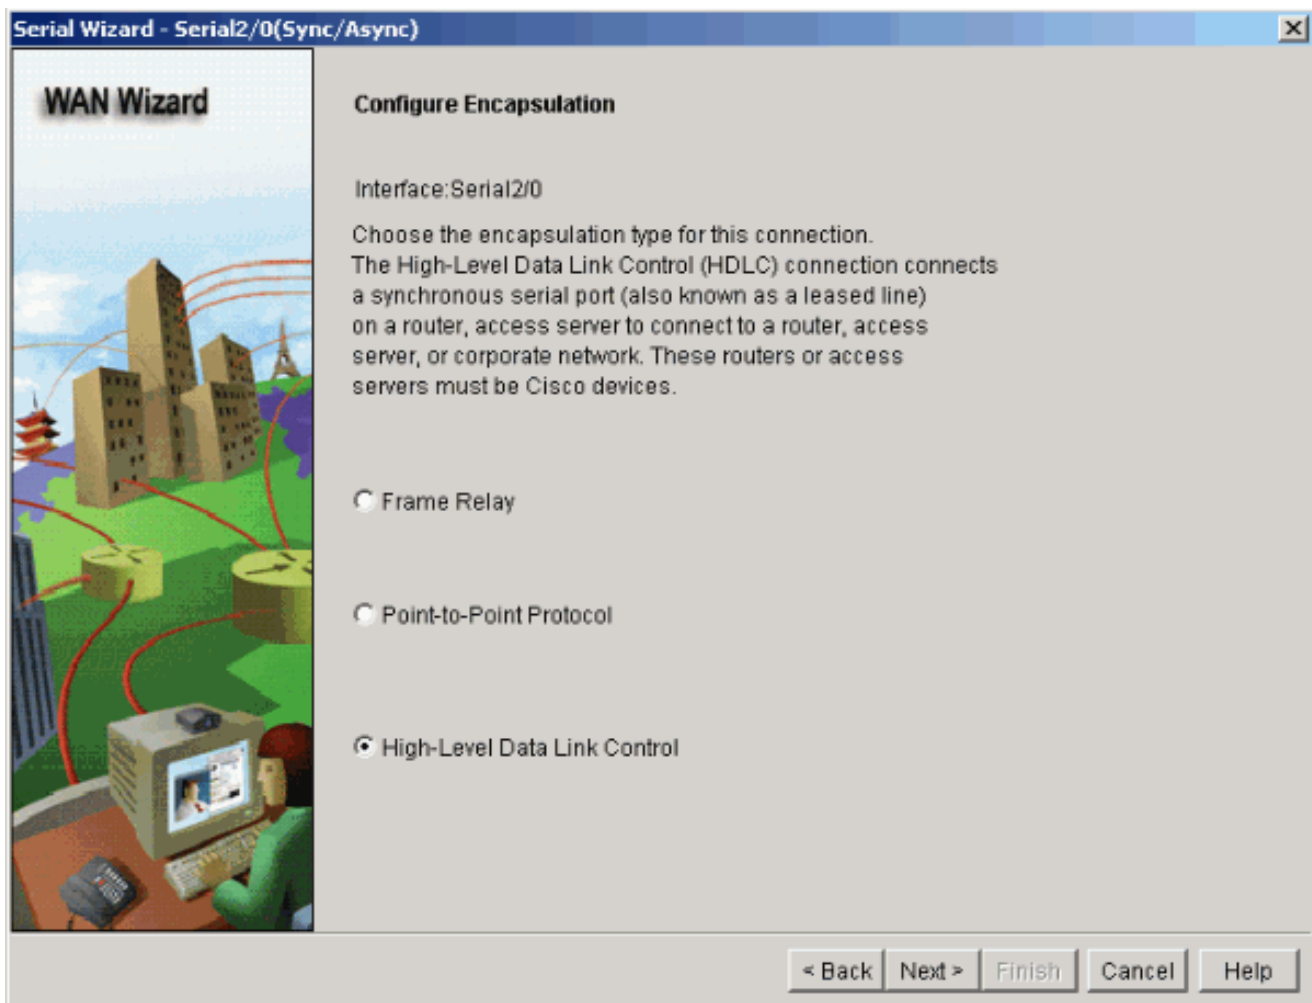 Serial Wizard - Serial2/0(Sync/Async)
WAN Wizard
Configure Encapsulation
Interface:Serial2/0
Choose the encapsulation type for this connection.
The High-Level Data Link Control (HDLC) connection connects
a synchronous serial port (also known as a leased line)
on a router, access server to connect to a router, access
server, or corporate network. These routers or access
servers must be Cisco devices.
Frame Relay
Point-to-Point Protocol
High-Level Data Link Control
< Back
Next >
Finish
Cancel
Help